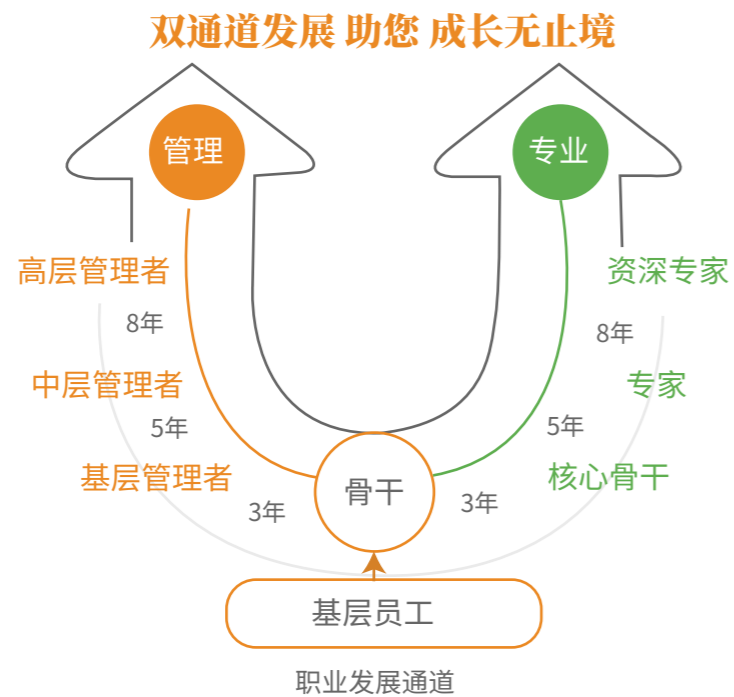 双通道发展 助您 成长无止境
管理
专业
高层管理者
资深专家
8年
8年
中层管理者
专家
5年
5年
基层管理者
核心骨干
骨干
3年
3年
基层员工
职业发展通道